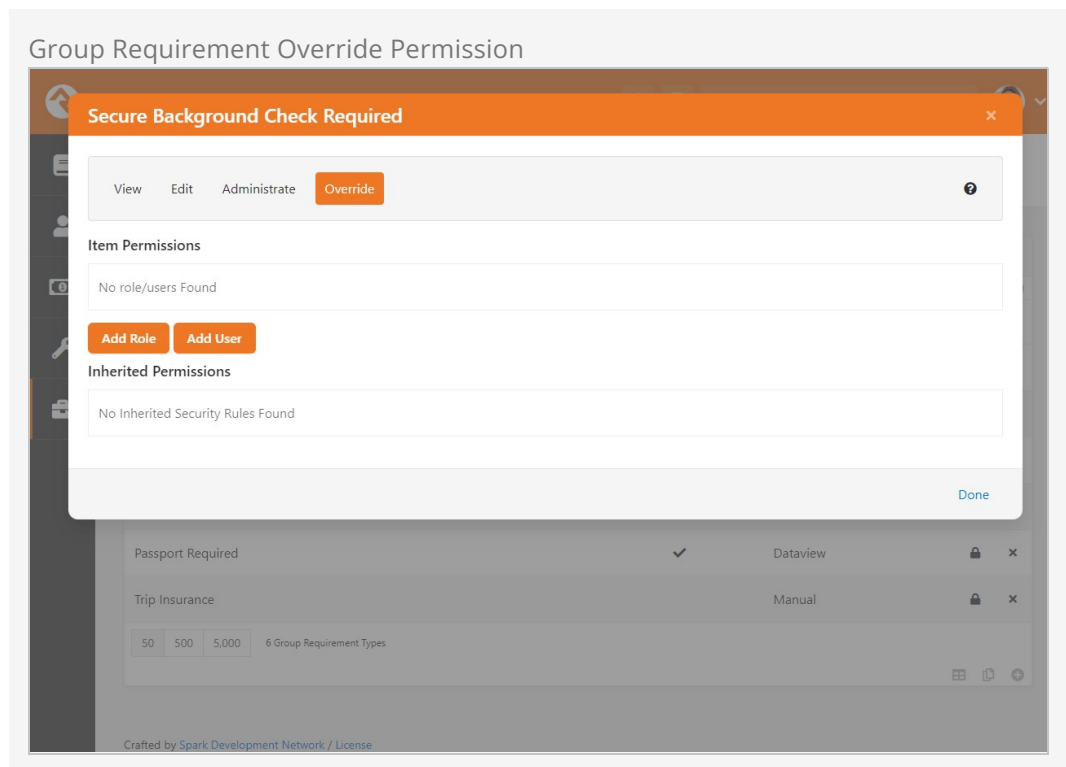 Group Requirement Override Permission
Secure Background Check Required ×
View Edit Administrate Override
Item Permissions
No role/users Found
Add Role Add User
Inherited Permissions
No Inherited Security Rules Found
Done
Passport Required Dataview
Trip Insurance Manual
50 500 5,000 6 Group Requirement Types
Crafted by Spark Development Network / License